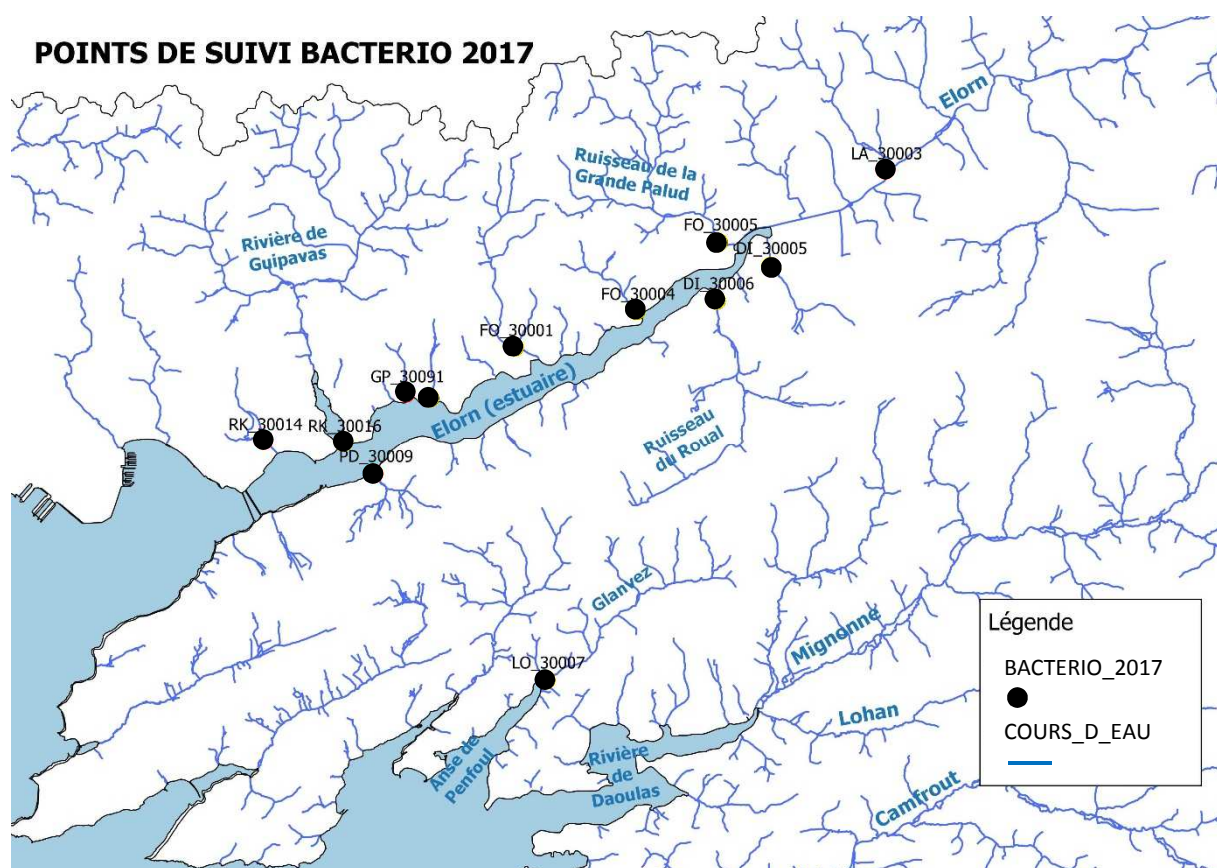 POINTS DE SUIVI BACTERIO 2017
Elorn
LA_30003
Ruisseau de la
Grande Palud
FO_30005
DI_30005
Rivière de
Guipavas
DI_30006
FO_30004
FO_30001
GP_30091
Elorn (estuaire)
RK_30014
RK_30016
PD_30009
Ruisseau
du Roual
Glanvez
Mignonne
LO_30007
Lohan
Anse de
Penfoul
Rivière
de
Daoulas
Camfrout
Légende
BACTERIO_2017
COURS_D_EAU